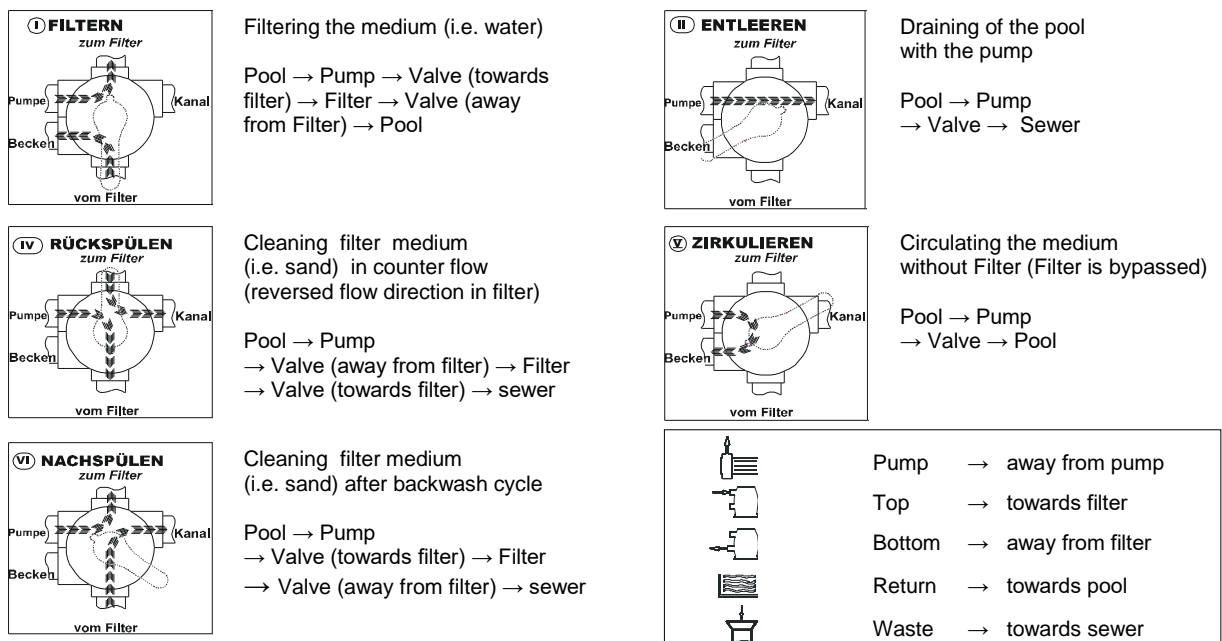 I FILTERN
zum Filter
Pumpe
Kanal
Becken
vom Filter
Filtering the medium (i.e. water)
Pool → Pump → Valve (towards
filter) → Filter → Valve (away
from Filter) → Pool
II ENTLEEREN
zum Filter
Pumpe
Kanal
Becken
vom Filter
Draining of the pool
with the pump
Pool → Pump
→ Valve → Sewer
IV RÜCKSPÜLEN
zum Filter
Pumpe
Kanal
Becken
vom Filter
Cleaning filter medium
(i.e. sand) in counter flow
(reversed flow direction in filter)
Pool → Pump
→ Valve (away from filter) → Filter
→ Valve (towards filter) → sewer
V ZIRKULIEREN
zum Filter
Pumpe
Kanal
Becken
vom Filter
Circulating the medium
without Filter (Filter is bypassed)
Pool → Pump
→ Valve → Pool
VI NACHSPÜLEN
zum Filter
Pumpe
Kanal
Becken
vom Filter
Cleaning filter medium
(i.e. sand) after backwash cycle
Pool → Pump
→ Valve (towards filter) → Filter
→ Valve (away from filter) → sewer
Pump → away from pump
Top → towards filter
Bottom → away from filter
Return → towards pool
Waste → towards sewer